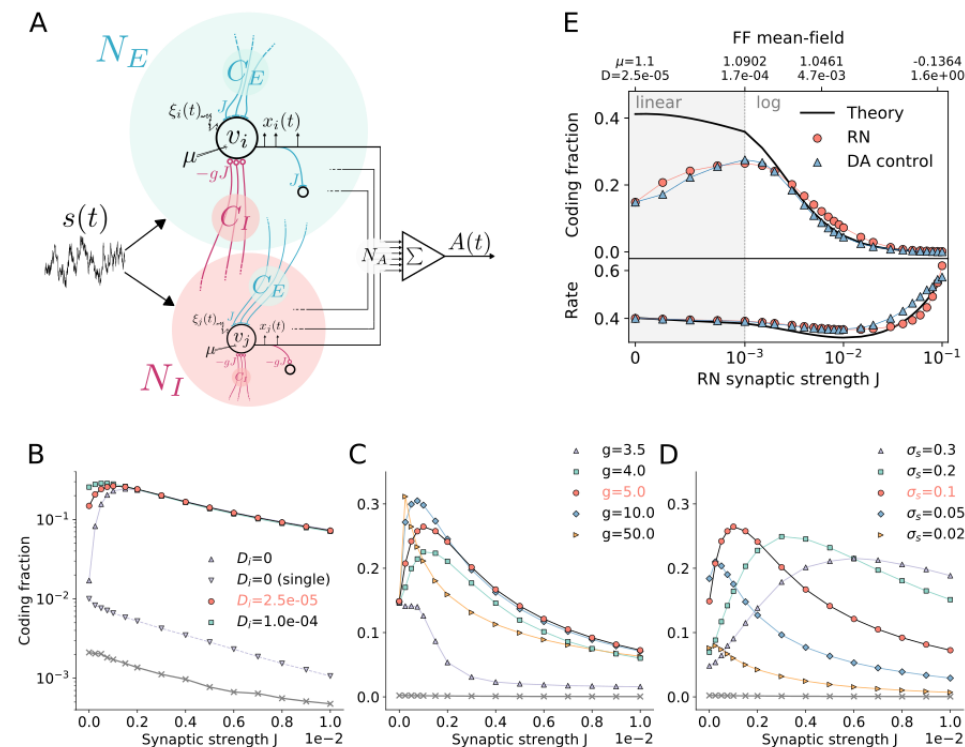 A
N_E
C_E
J
ξ_i(t)
x_i(t)
v_i
μ
J
-gJ
C_I
s(t)
N_A
Σ
A(t)
C_E
ξ_j(t)
J
x_j(t)
v_j
μ
-gJ
-gJ
C_I
N_I
E
FF mean-field
μ=1.1 1.0902 1.0461 -0.1364
D=2.5e-05 1.7e-04 4.7e-03 1.6e+00
linear log
Theory
RN
DA control
Coding fraction
0.4
0.2
0.0
Rate
0.6
0.4
0 10⁻³ 10⁻² 10⁻¹
RN synaptic strength J
B
Coding fraction
10⁻¹
10⁻²
10⁻³
D_i=0
D_i=0 (single)
D_i=2.5e-05
D_i=1.0e-04
0.0 0.2 0.4 0.6 0.8 1.0
Synaptic strength J 1e−2
C
g=3.5
g=4.0
g=5.0
g=10.0
g=50.0
0.3
0.2
0.1
0.0
0.0 0.2 0.4 0.6 0.8 1.0
Synaptic strength J 1e−2
D
σ_s=0.3
σ_s=0.2
σ_s=0.1
σ_s=0.05
σ_s=0.02
0.3
0.2
0.1
0.0
0.0 0.2 0.4 0.6 0.8 1.0
Synaptic strength J 1e−2